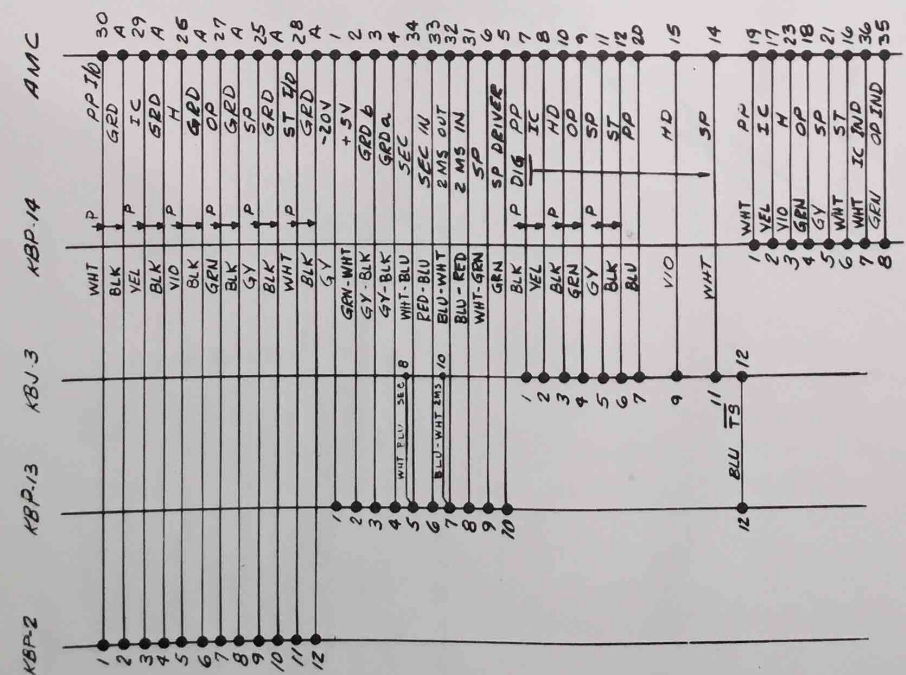 KBP-2 KBP-13 KBJ-3 KBP-14 AMC
1 WHT P PP I/O 30
2 BLK GRD A
3 YEL P IC 29
4 BLK GRD A
5 VIO P H 26
6 BLK GRD A
7 GRN P OP 27
8 BLK GRD A
9 GY P SP 25
10 BLK GRD A
11 WHT P ST I/O 28
12 BLK GRD A
1 GY -20V 1
2 GRN-WHT +5V 2
3 GY-BLK GRD b 3
4 GY-BLK GRD a 4
WHT BLU SEC 8
5 WHT-BLU SEC 34
6 RED-BLU SEC IN 33
BLU-WHT 2MS 10
7 BLU-WHT 2MS OUT 32
8 BLU-RED 2 MS IN 31
9 WHT-GRN SP 6
10 GRN SP DRIVER 5
1 BLK P DIG PP 7
2 YEL IC 8
3 BLK P HD 10
4 GRN OP 9
5 GY P SP 11
6 BLK ST 12
7 BLU PP 20
9 VIO HD 15
11 WHT SP 14
12 BLU TS 12
1 WHT PP 19
2 YEL IC 17
3 VIO H 23
4 GRN OP 18
5 GY SP 21
6 WHT ST 16
7 WHT IC IND 36
8 GRN OP IND 35